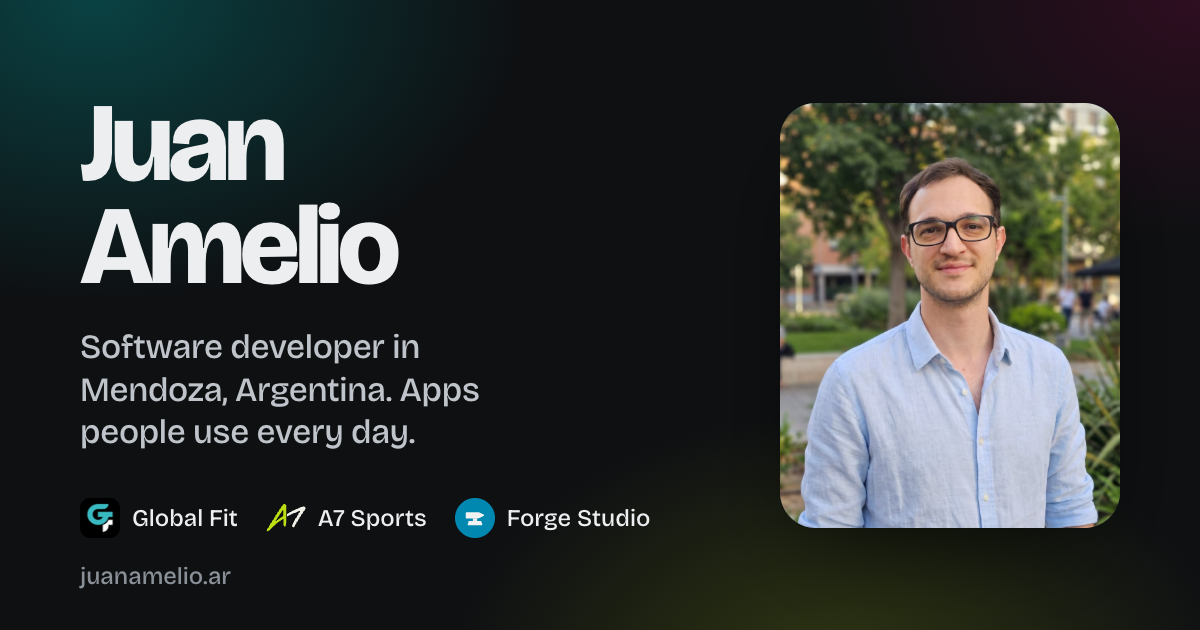 Juan
Amelio
Software developer in
Mendoza, Argentina. Apps
people use every day.
Global Fit A7 Sports Forge Studio
juanamelio.ar